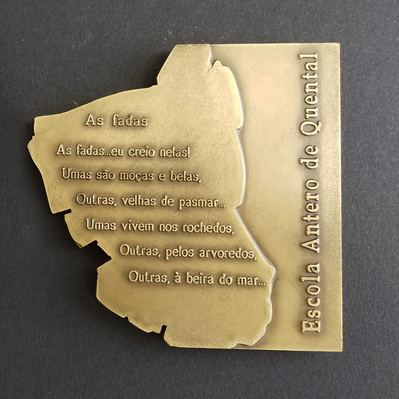 As fadas
As fadas...eu creio nelas!
Umas são moças e belas,
Outras, velhas de pasmar...
Umas vivem nos rochedos,
Outras, pelos arvoredos,
Outras, à beira do mar...
Escola Antero de Quental